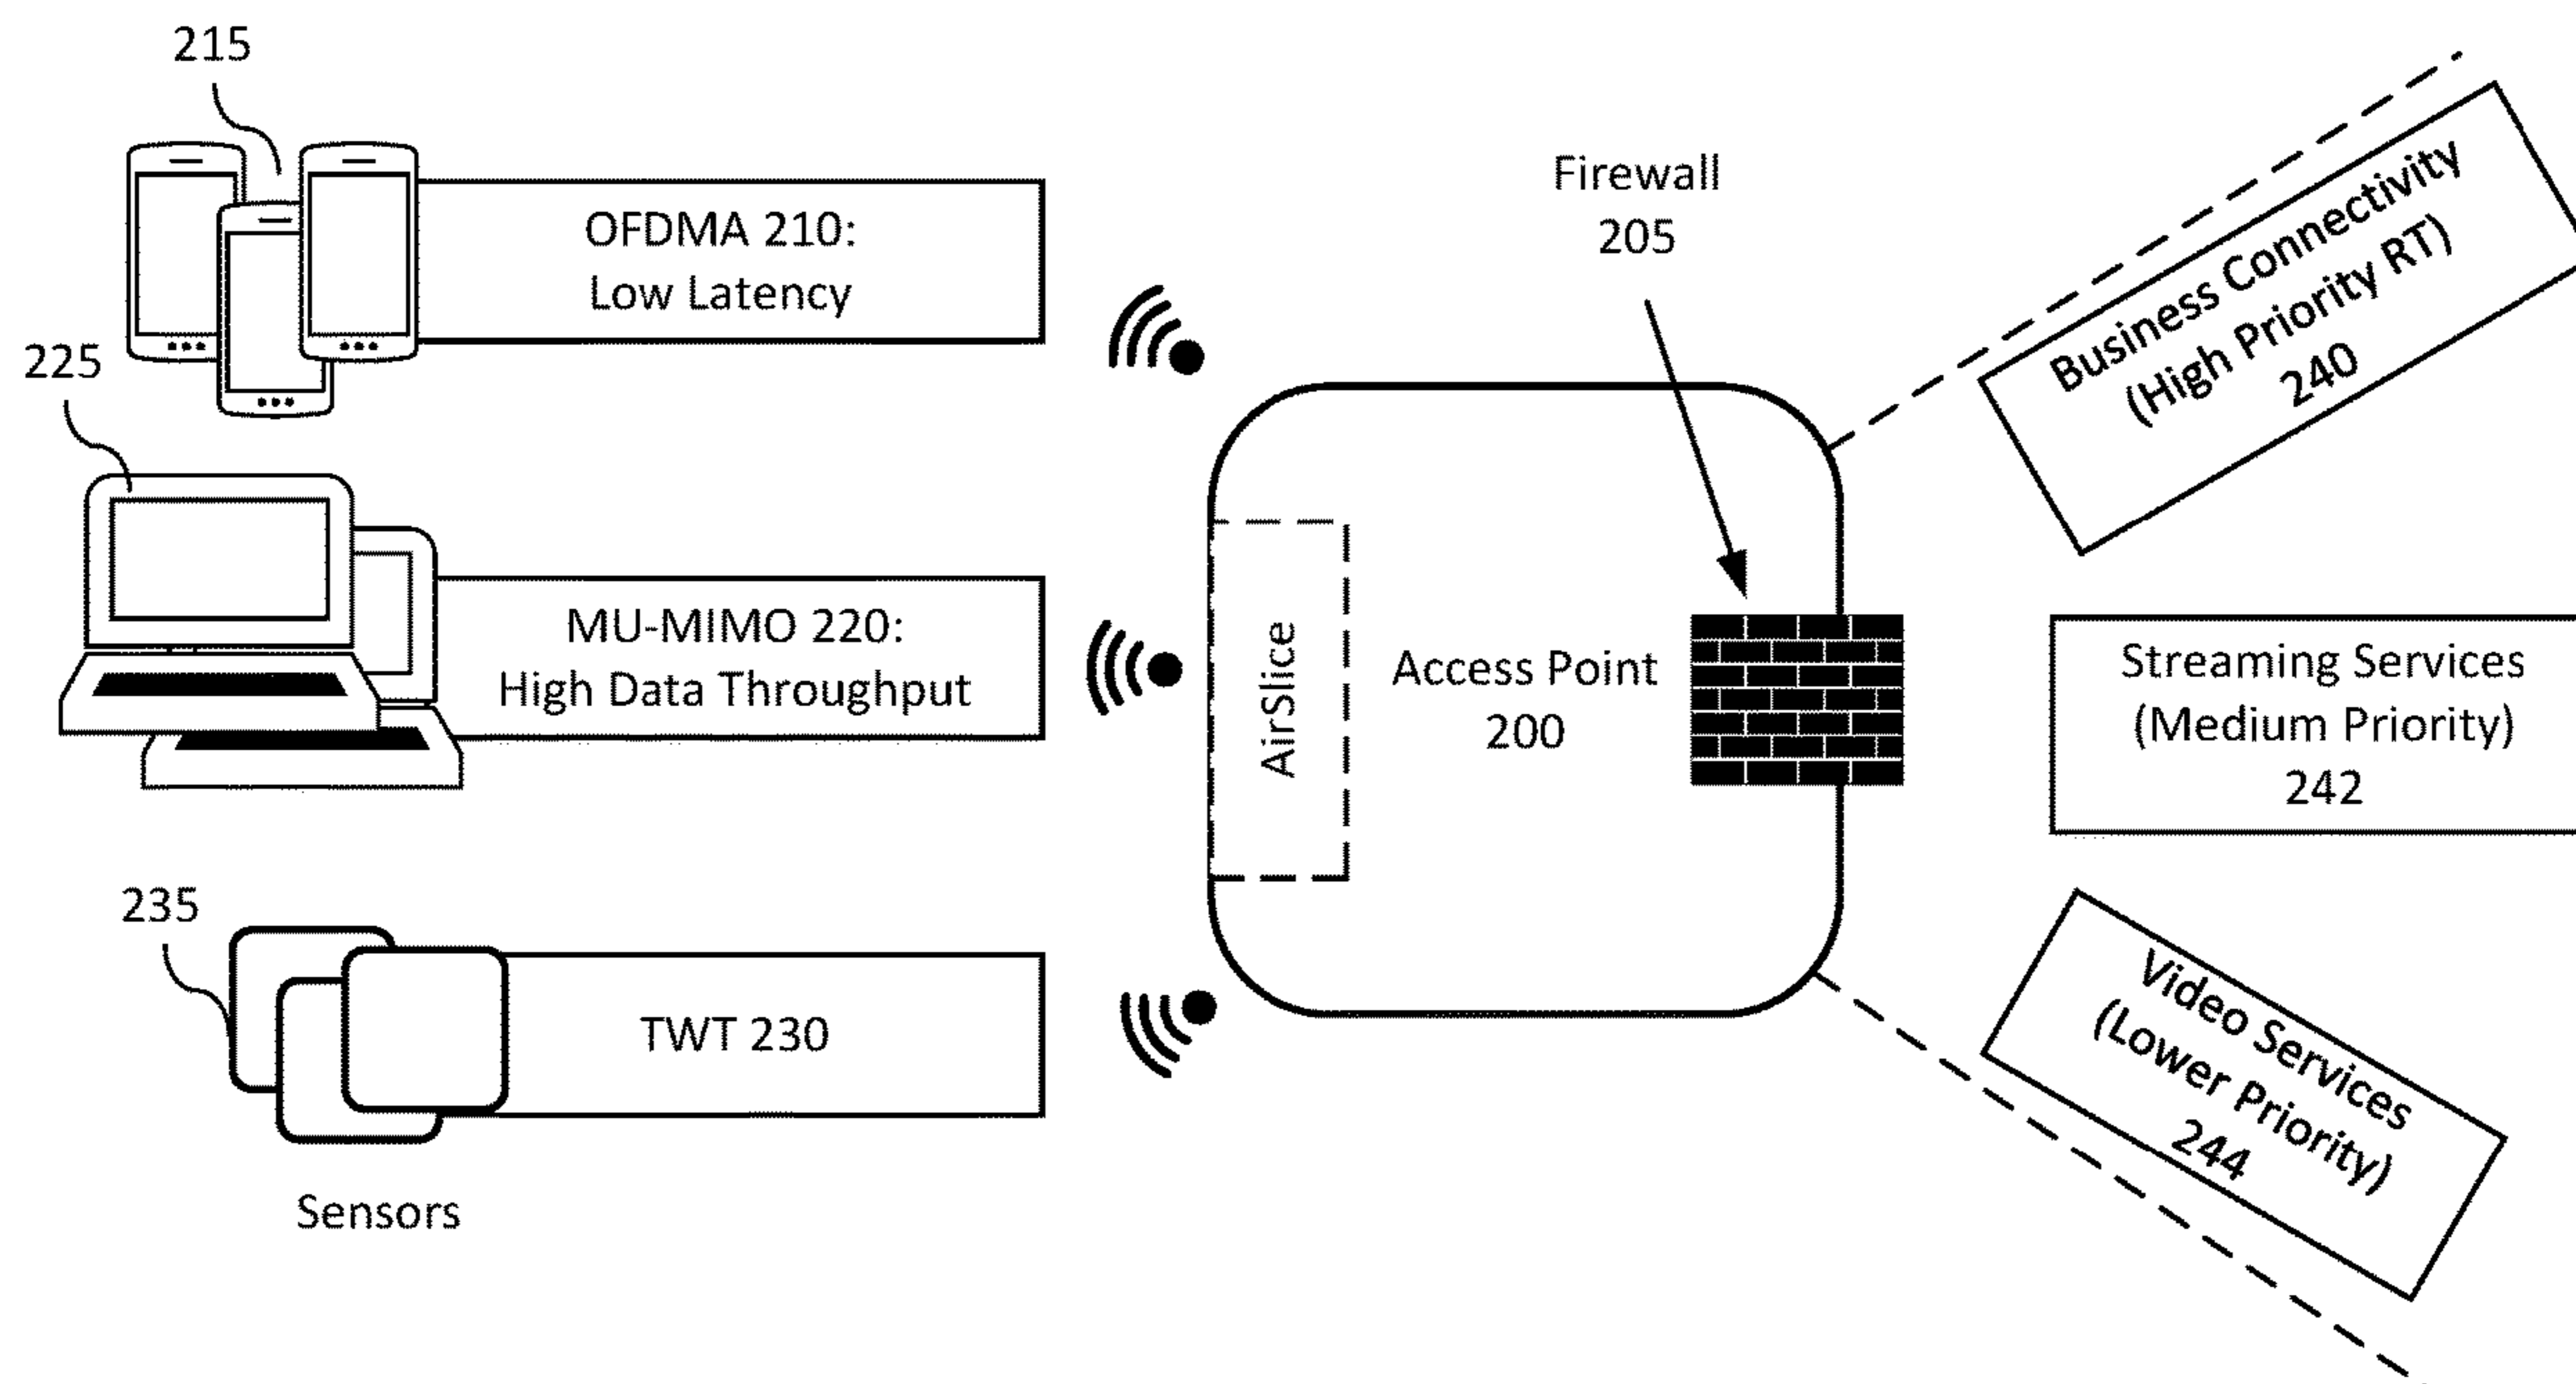 215
OFDMA 210:
Low Latency
225
MU-MIMO 220:
High Data Throughput
235
TWT 230
Sensors
Firewall
205
AirSlice
Access Point
200
Business Connectivity
(High Priority RT)
240
Streaming Services
(Medium Priority)
242
Video Services
(Lower Priority)
244